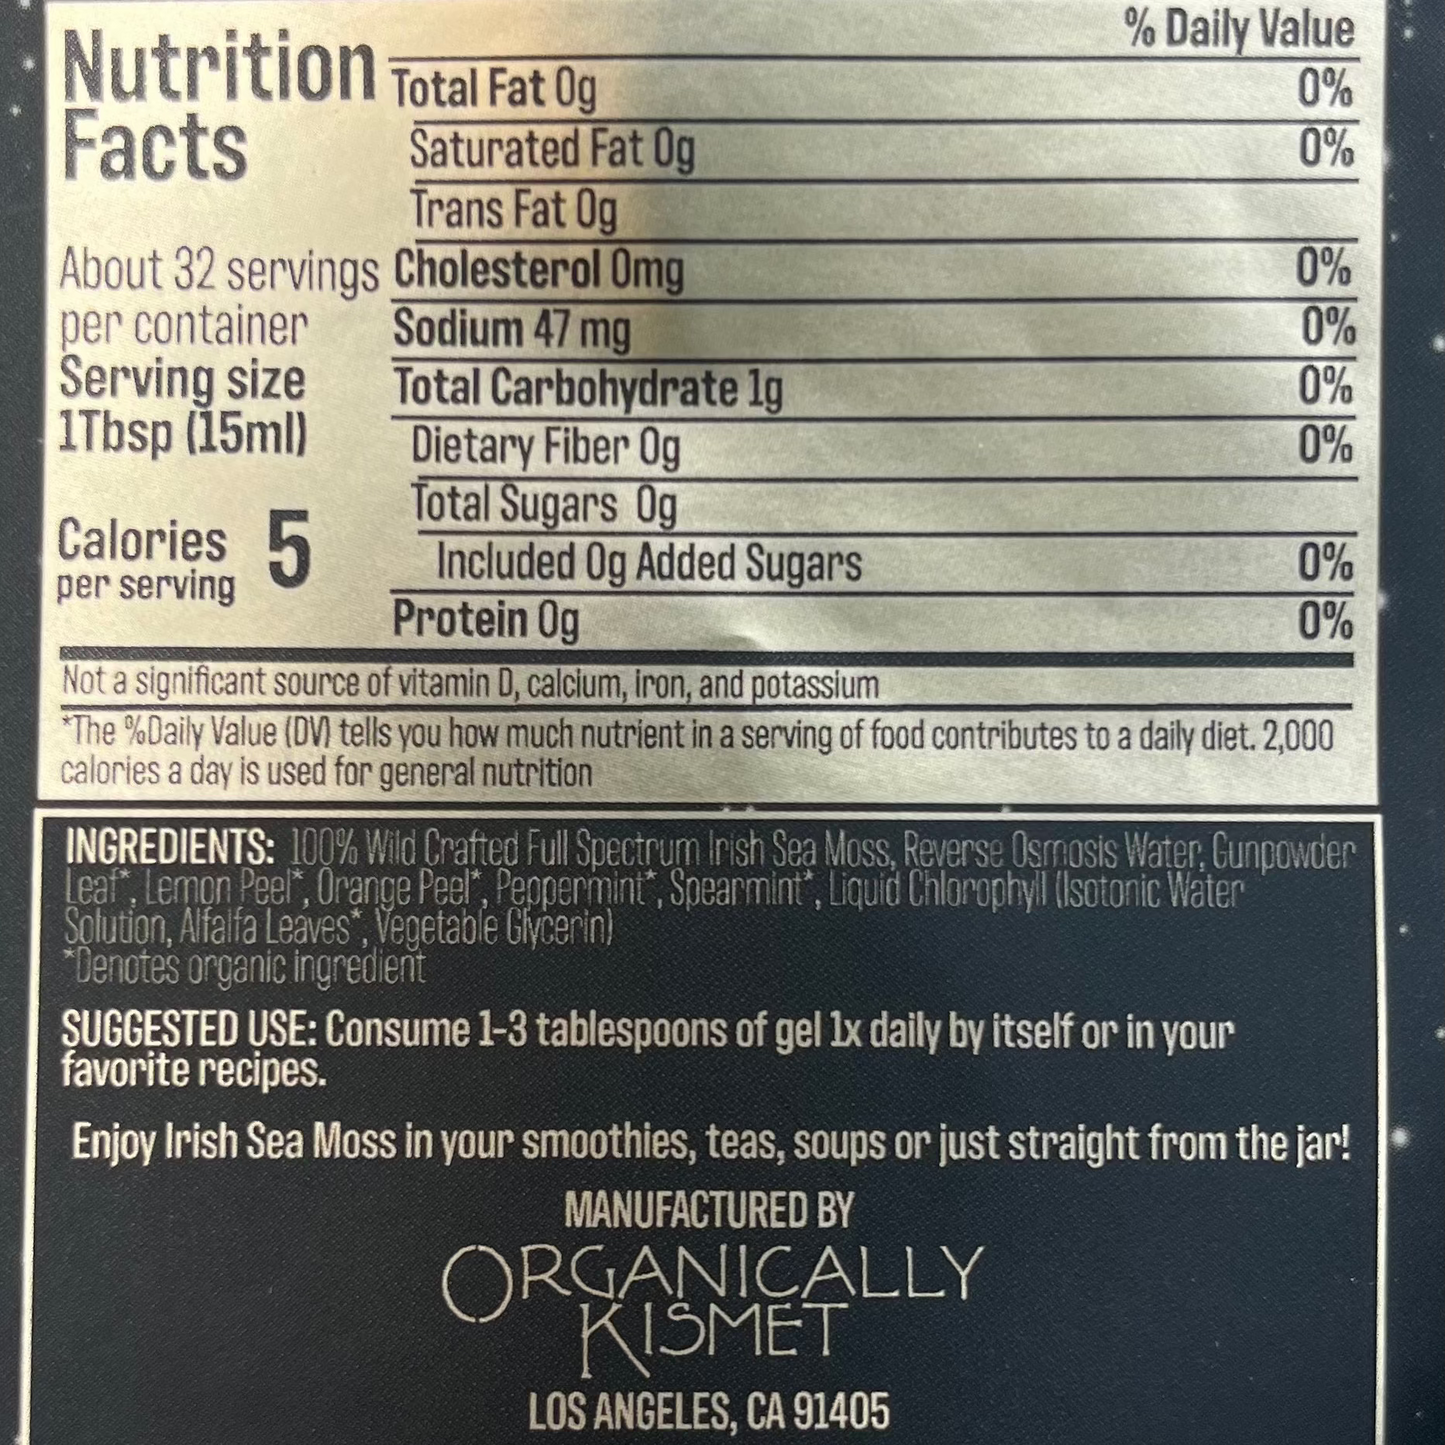 Nutrition
Facts
About 32 servings
per container
Serving size
1Tbsp (15ml)
Calories 5
per serving
% Daily Value
Total Fat 0g 0%
Saturated Fat 0g 0%
Trans Fat 0g
Cholesterol 0mg 0%
Sodium 47 mg 0%
Total Carbohydrate 1g 0%
Dietary Fiber 0g 0%
Total Sugars 0g
Included 0g Added Sugars 0%
Protein 0g 0%
Not a significant source of vitamin D, calcium, iron, and potassium
*The %Daily Value (DV) tells you how much nutrient in a serving of food contributes to a daily diet. 2,000
calories a day is used for general nutrition
INGREDIENTS: 100% Wild Crafted Full Spectrum Irish Sea Moss, Reverse Osmosis Water, Gunpowder
Leaf*, Lemon Peel*, Orange Peel*, Peppermint*, Spearmint*, Liquid Chlorophyll (Isotonic Water
Solution, Alfalfa Leaves*, Vegetable Glycerin)
*Denotes organic ingredient
SUGGESTED USE: Consume 1-3 tablespoons of gel 1x daily by itself or in your
favorite recipes.
Enjoy Irish Sea Moss in your smoothies, teas, soups or just straight from the jar!
MANUFACTURED BY
ORGANICALLY
KISMET
LOS ANGELES, CA 91405